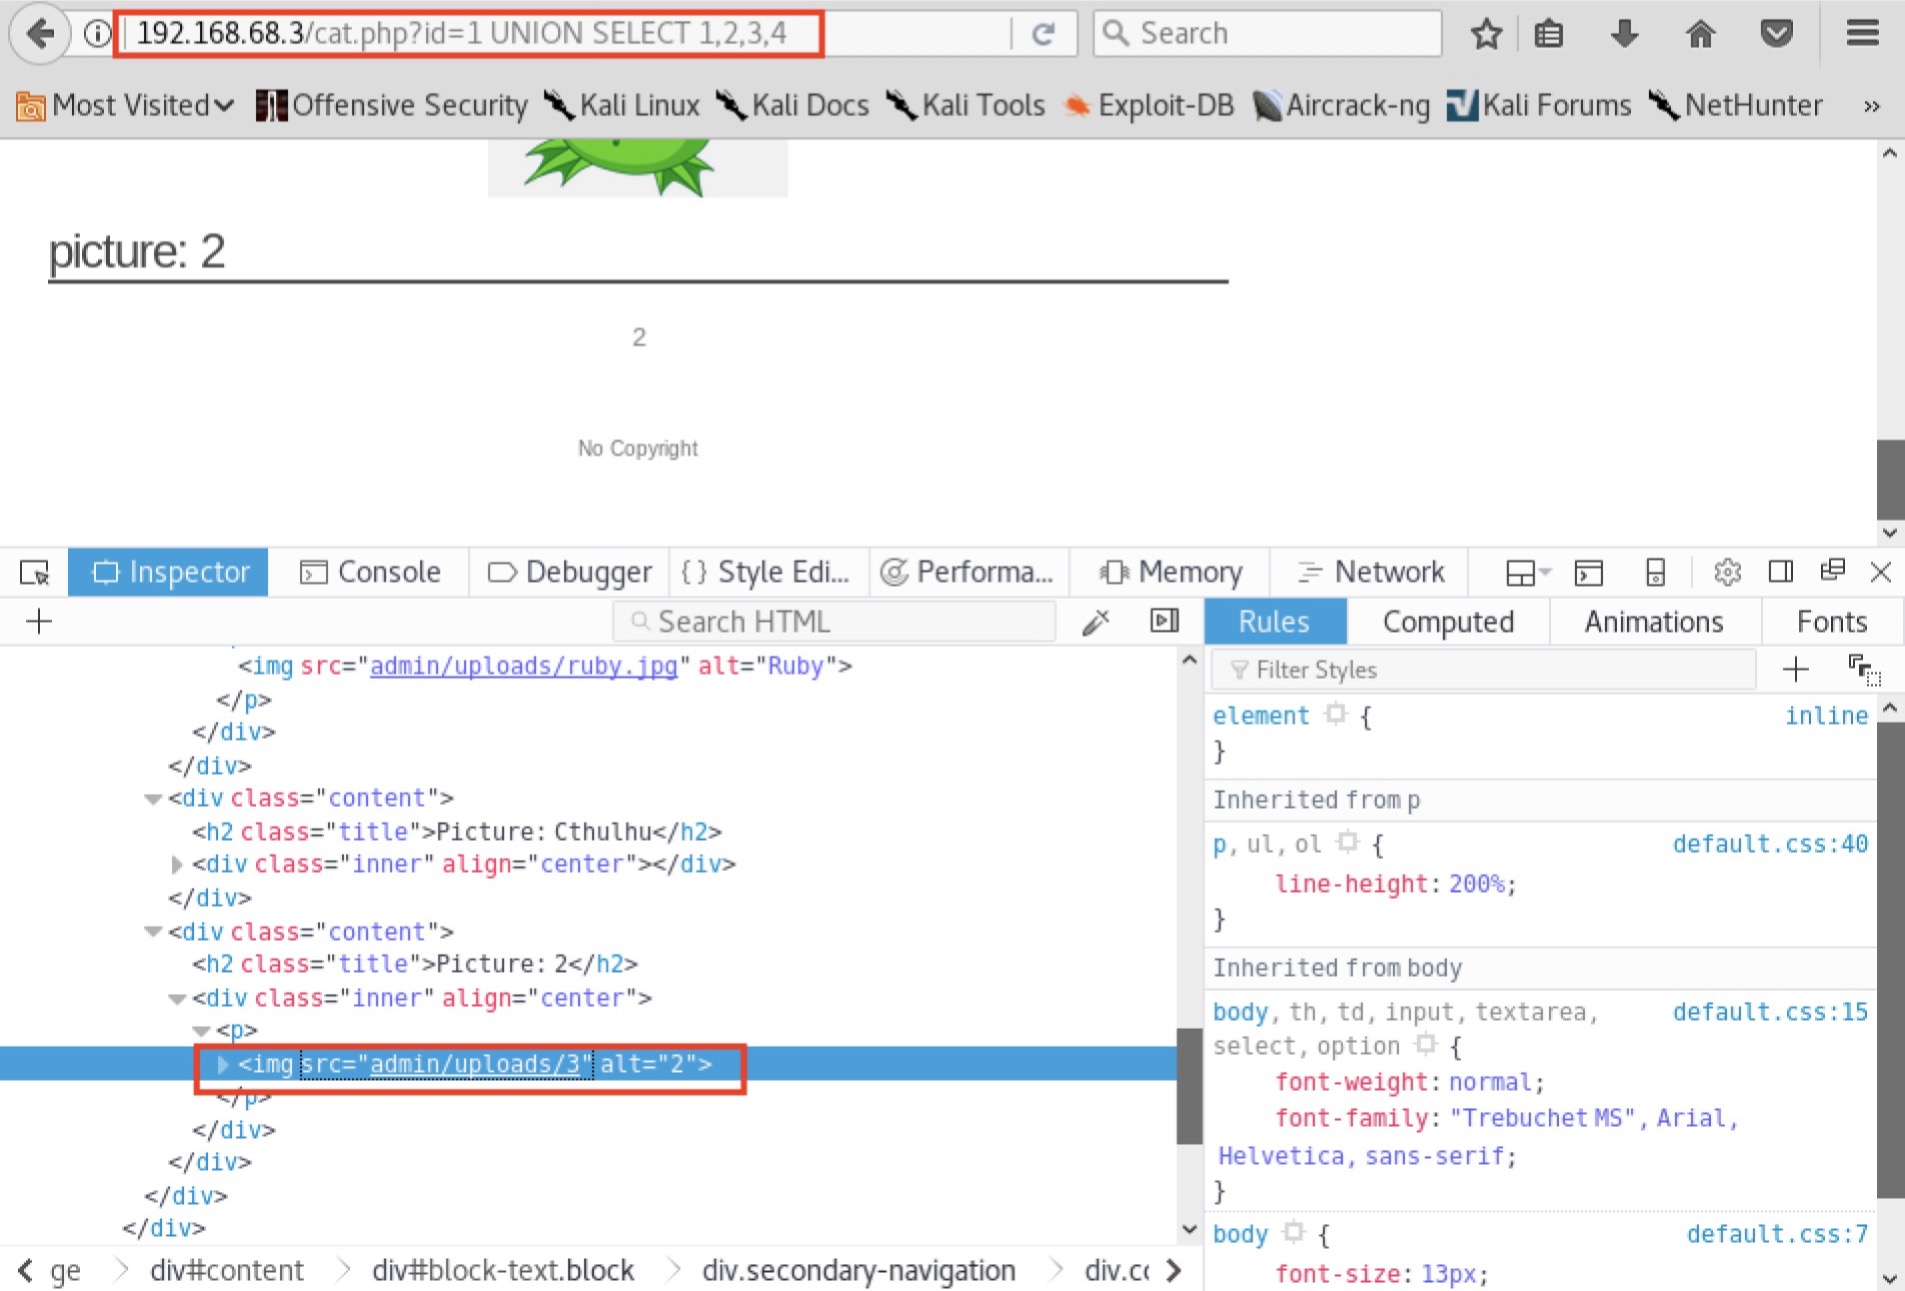 192.168.68.3/cat.php?id=1 UNION SELECT 1,2,3,4
Search
Most Visited
Offensive Security
Kali Linux
Kali Docs
Kali Tools
Exploit-DB
Aircrack-ng
Kali Forums
NetHunter
»
picture: 2
2
No Copyright
Inspector
Console
Debugger
{ } Style Edi...
Performa...
Memory
Network
Search HTML
<img src="admin/uploads/ruby.jpg" alt="Ruby">
</p>
</div>
</div>
<div class="content">
<h2 class="title">Picture: Cthulhu</h2>
<div class="inner" align="center"></div>
</div>
<div class="content">
<h2 class="title">Picture: 2</h2>
<div class="inner" align="center">
<p>
<img src="admin/uploads/3" alt="2">
</p>
</div>
</div>
</div>
</div>
ge
div#content
div#block-text.block
div.secondary-navigation
div.c
Rules
Computed
Animations
Fonts
Filter Styles
element { inline
}
Inherited from p
p, ul, ol { default.css:40
line-height: 200%;
}
Inherited from body
body, th, td, input, textarea, default.css:15
select, option {
font-weight: normal;
font-family: "Trebuchet MS", Arial,
Helvetica, sans-serif;
}
body { default.css:7
font-size: 13px;